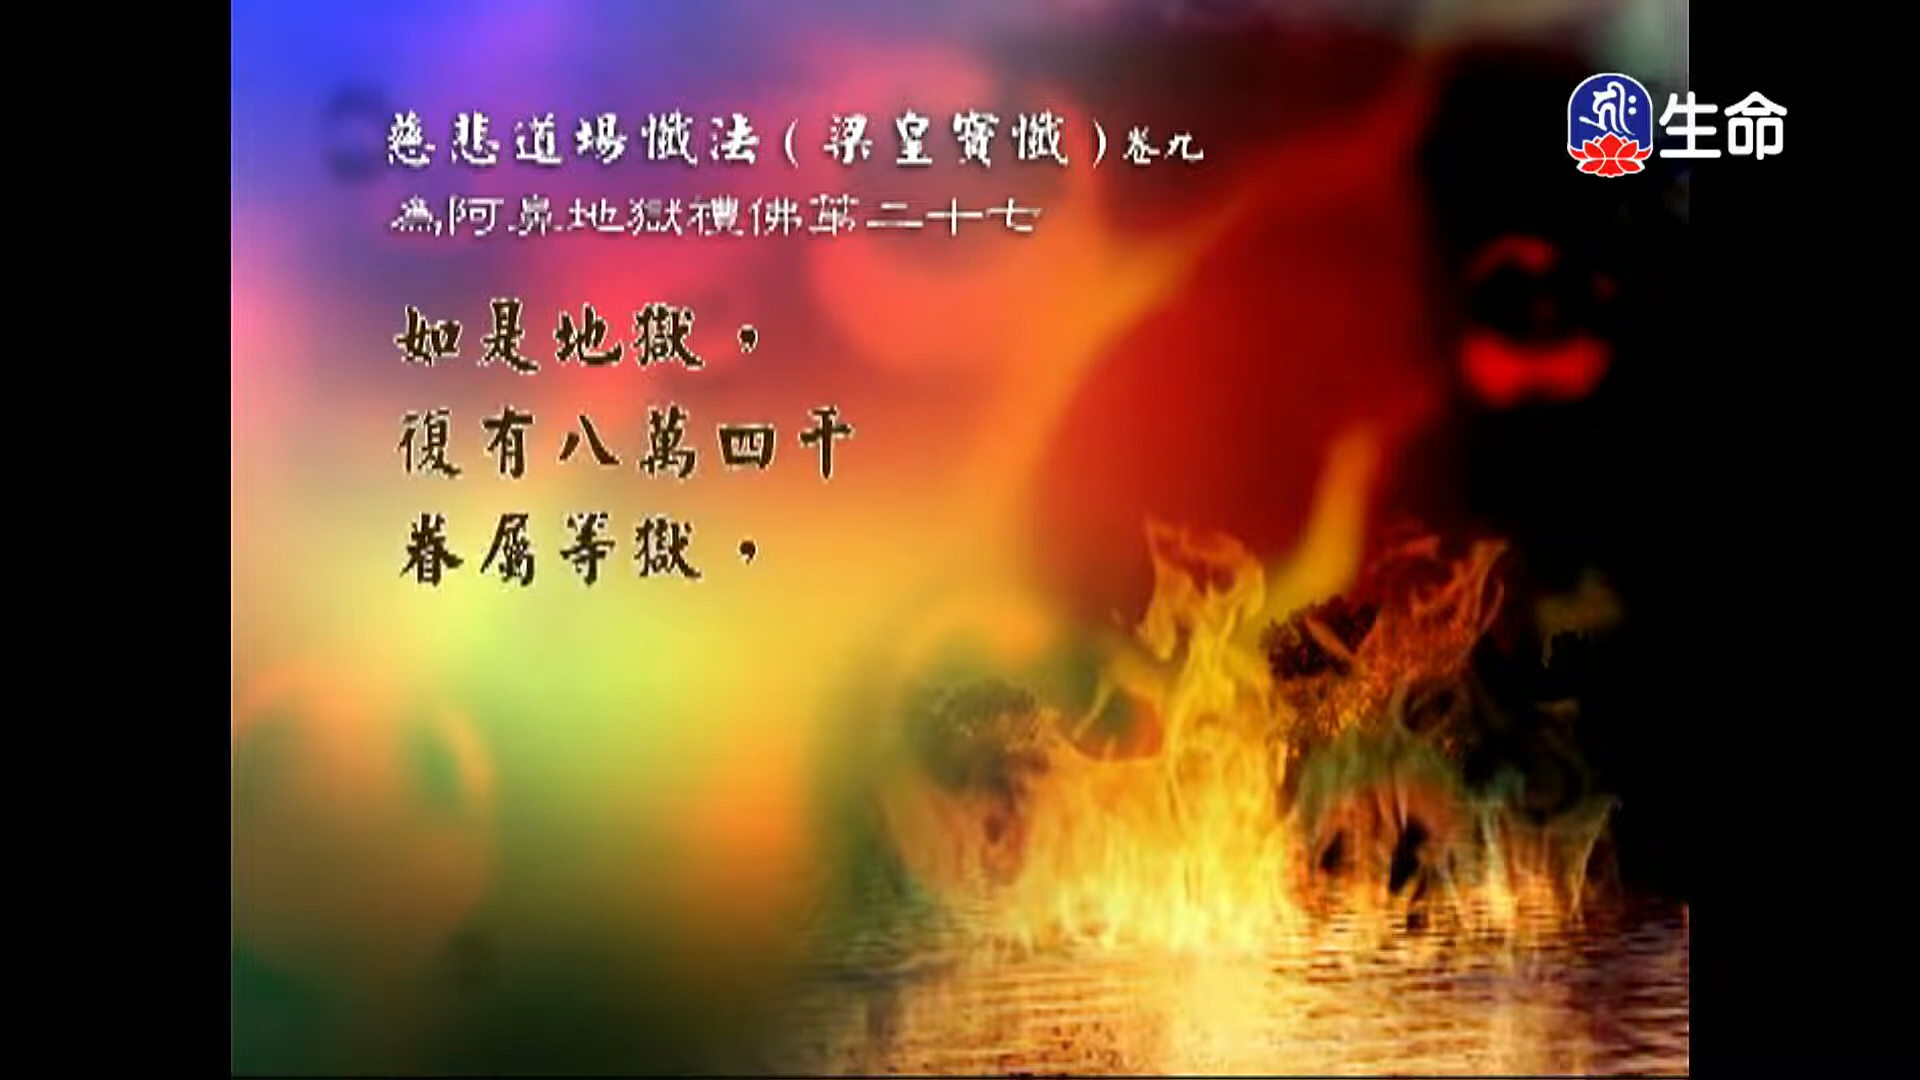 慈悲道場懺法(梁皇寶懺)卷九
為阿鼻地獄禮佛第二十七
如是地獄，
復有八萬四千
眷屬等獄，
生命